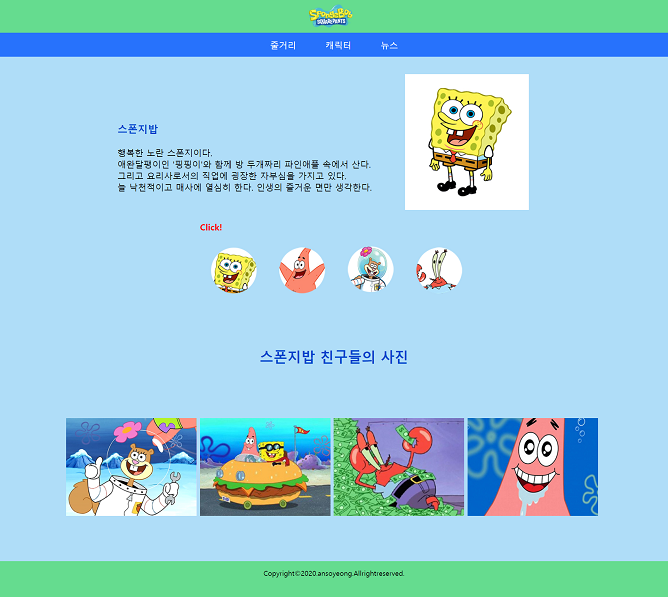 SpongeBob
SQUAREPANTS
줄거리 캐릭터 뉴스
스폰지밥
행복한 노란 스폰지이다.
애완달팽이인 '핑핑이'와 함께 방 두개짜리 파인애플 속에서 산다.
그리고 요리사로서의 직업에 굉장한 자부심을 가지고 있다.
늘 낙천적이고 매사에 열심히 한다. 인생의 즐거운 면만 생각한다.
Click!
스폰지밥 친구들의 사진
Copyright©2020.ansoyeong.Allrightreserved.